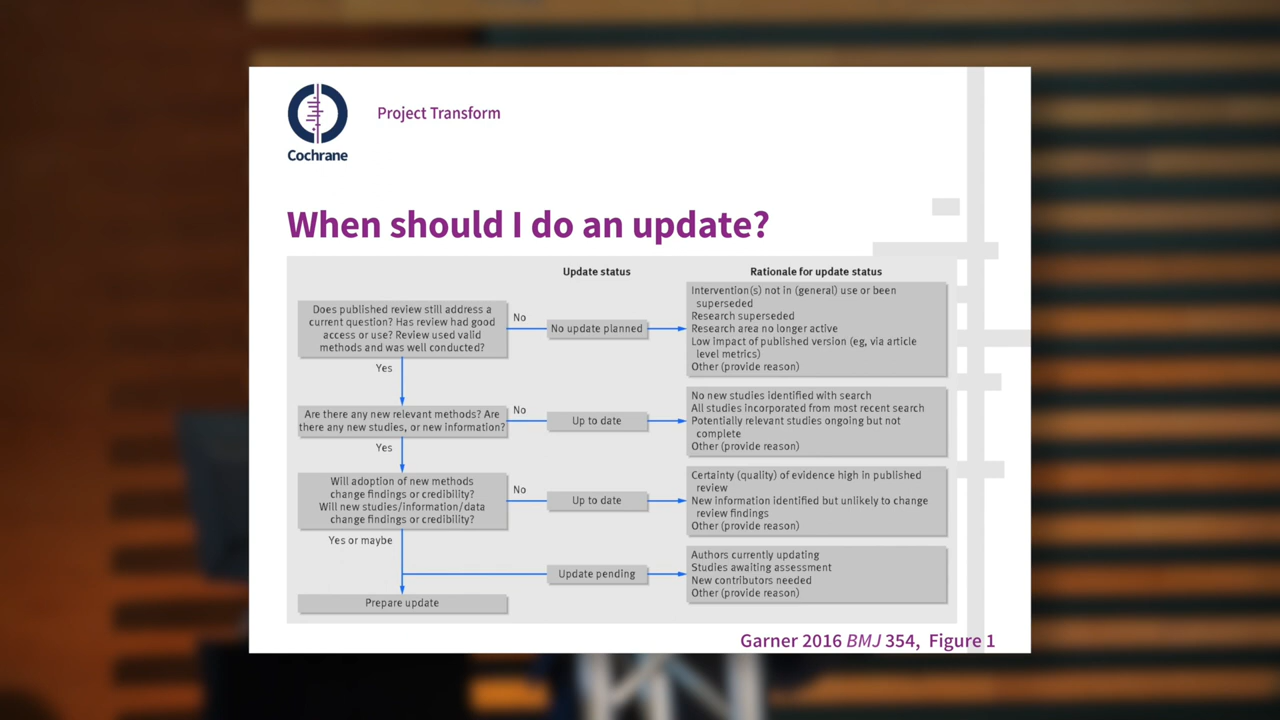 Project Transform
Cochrane
When should I do an update?
Update status
Rationale for update status
Does published review still address a
current question? Has review had good
access or use? Review used valid
methods and was well conducted?
No
No update planned
Intervention(s) not in (general) use or been
superseded
Research superseded
Research area no longer active
Low impact of published version (eg, via article
level metrics)
Other (provide reason)
Yes
Are there any new relevant methods? Are
there any new studies, or new information?
No
Up to date
No new studies identified with search
All studies incorporated from most recent search
Potentially relevant studies ongoing but not
complete
Other (provide reason)
Yes
Will adoption of new methods
change findings or credibility?
Will new studies/information/data
change findings or credibility?
No
Up to date
Certainty (quality) of evidence high in published
review
New information identified but unlikely to change
review findings
Other (provide reason)
Yes or maybe
Update pending
Authors currently updating
Studies awaiting assessment
New contributors needed
Other (provide reason)
Prepare update
Garner 2016 BMJ 354, Figure 1